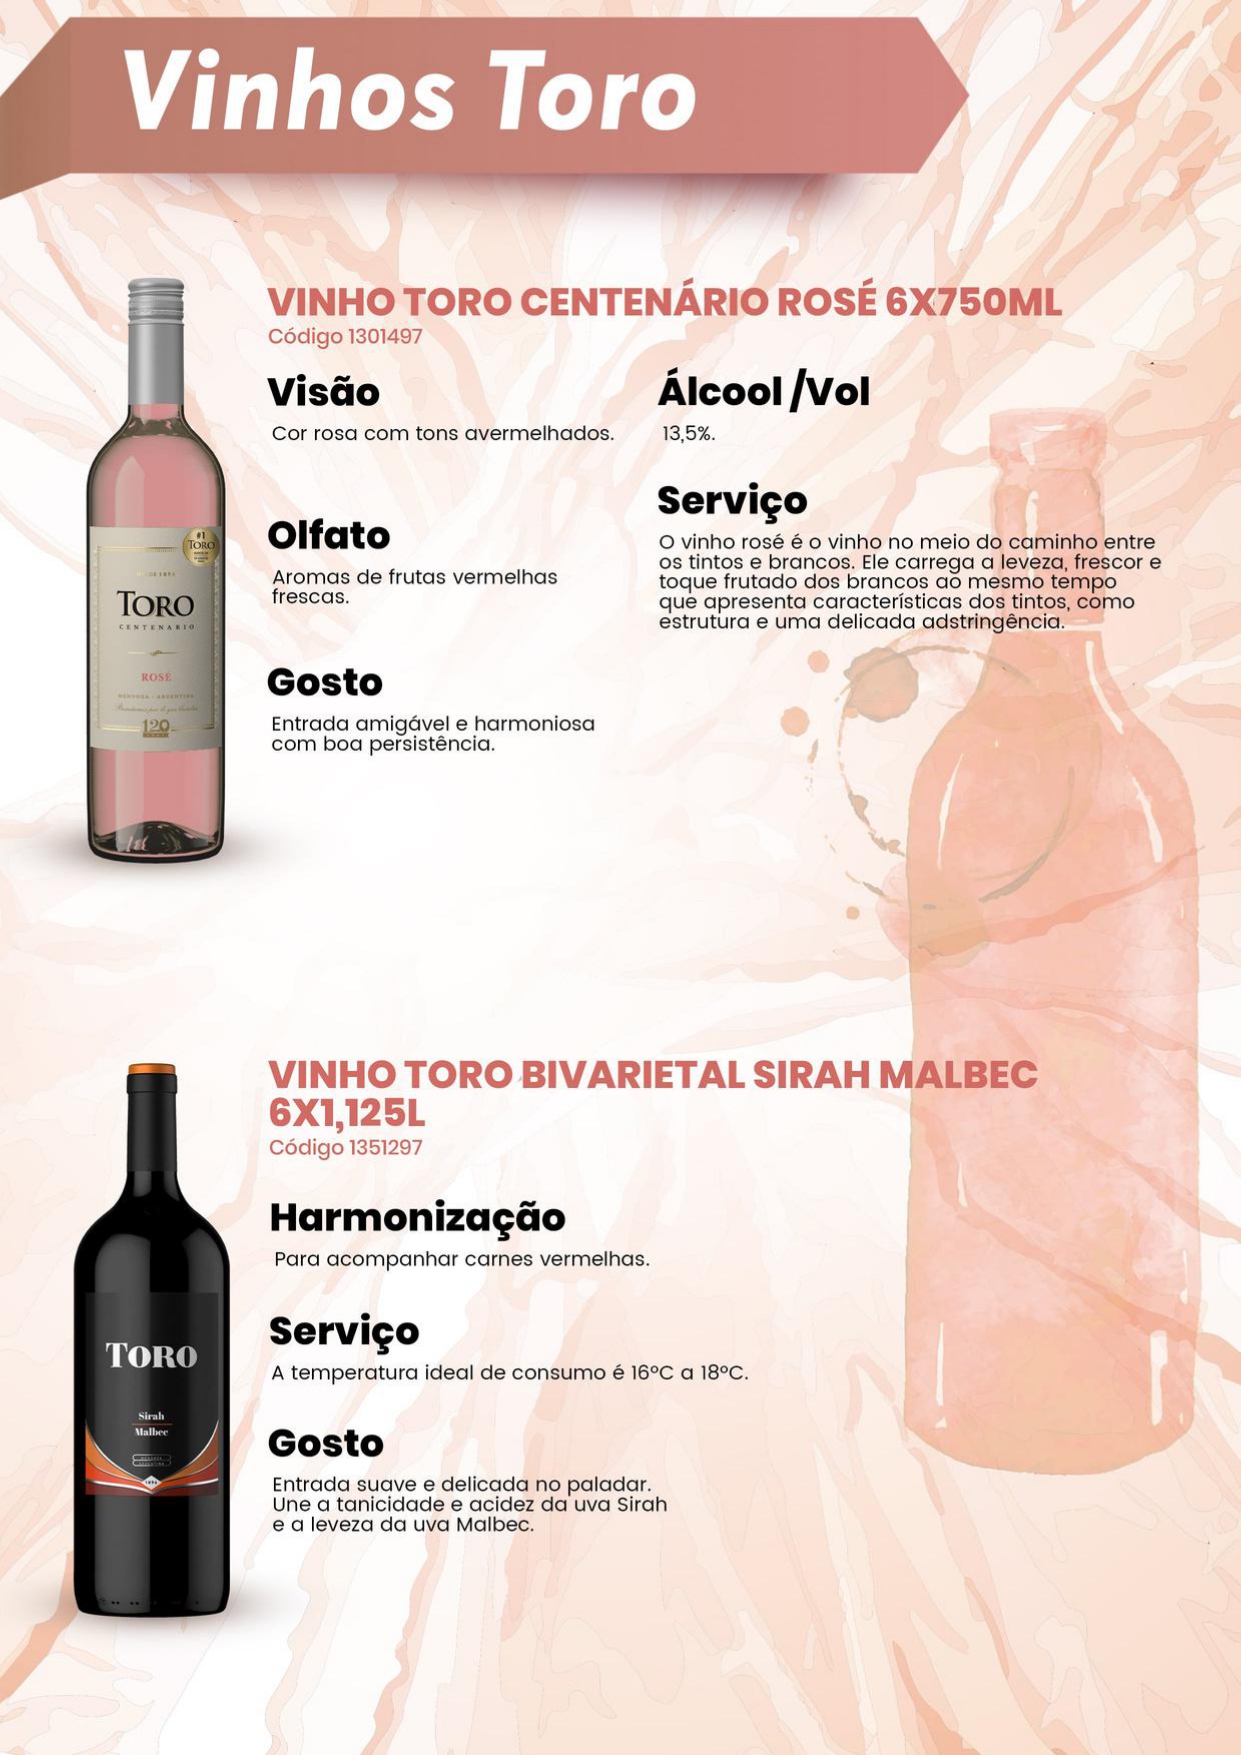 Vinhos Toro
VINHO TORO CENTENÁRIO ROSÉ 6X750ML
Código 1301497
Visão
Cor rosa com tons avermelhados.
Olfato
Aromas de frutas vermelhas
frescas.
Gosto
Entrada amigável e harmoniosa
com boa persistência.
Álcool /Vol
13,5%.
Serviço
O vinho rosé é o vinho no meio do caminho entre
os tintos e brancos. Ele carrega a leveza, frescor e
toque frutado dos brancos ao mesmo tempo
que apresenta características dos tintos, como
estrutura e uma delicada adstringência.
#1
TORO
TORO
CENTENARIO
ROSÉ
MENDOZA - ARGENTINA
120
VINHO TORO BIVARIETAL SIRAH MALBEC
6X1,125L
Código 1351297
Harmonização
Para acompanhar carnes vermelhas.
Serviço
A temperatura ideal de consumo é 16ºC a 18ºC.
Gosto
Entrada suave e delicada no paladar.
Une a tanicidade e acidez da uva Sirah
e a leveza da uva Malbec.
TORO
Sirah
Malbec